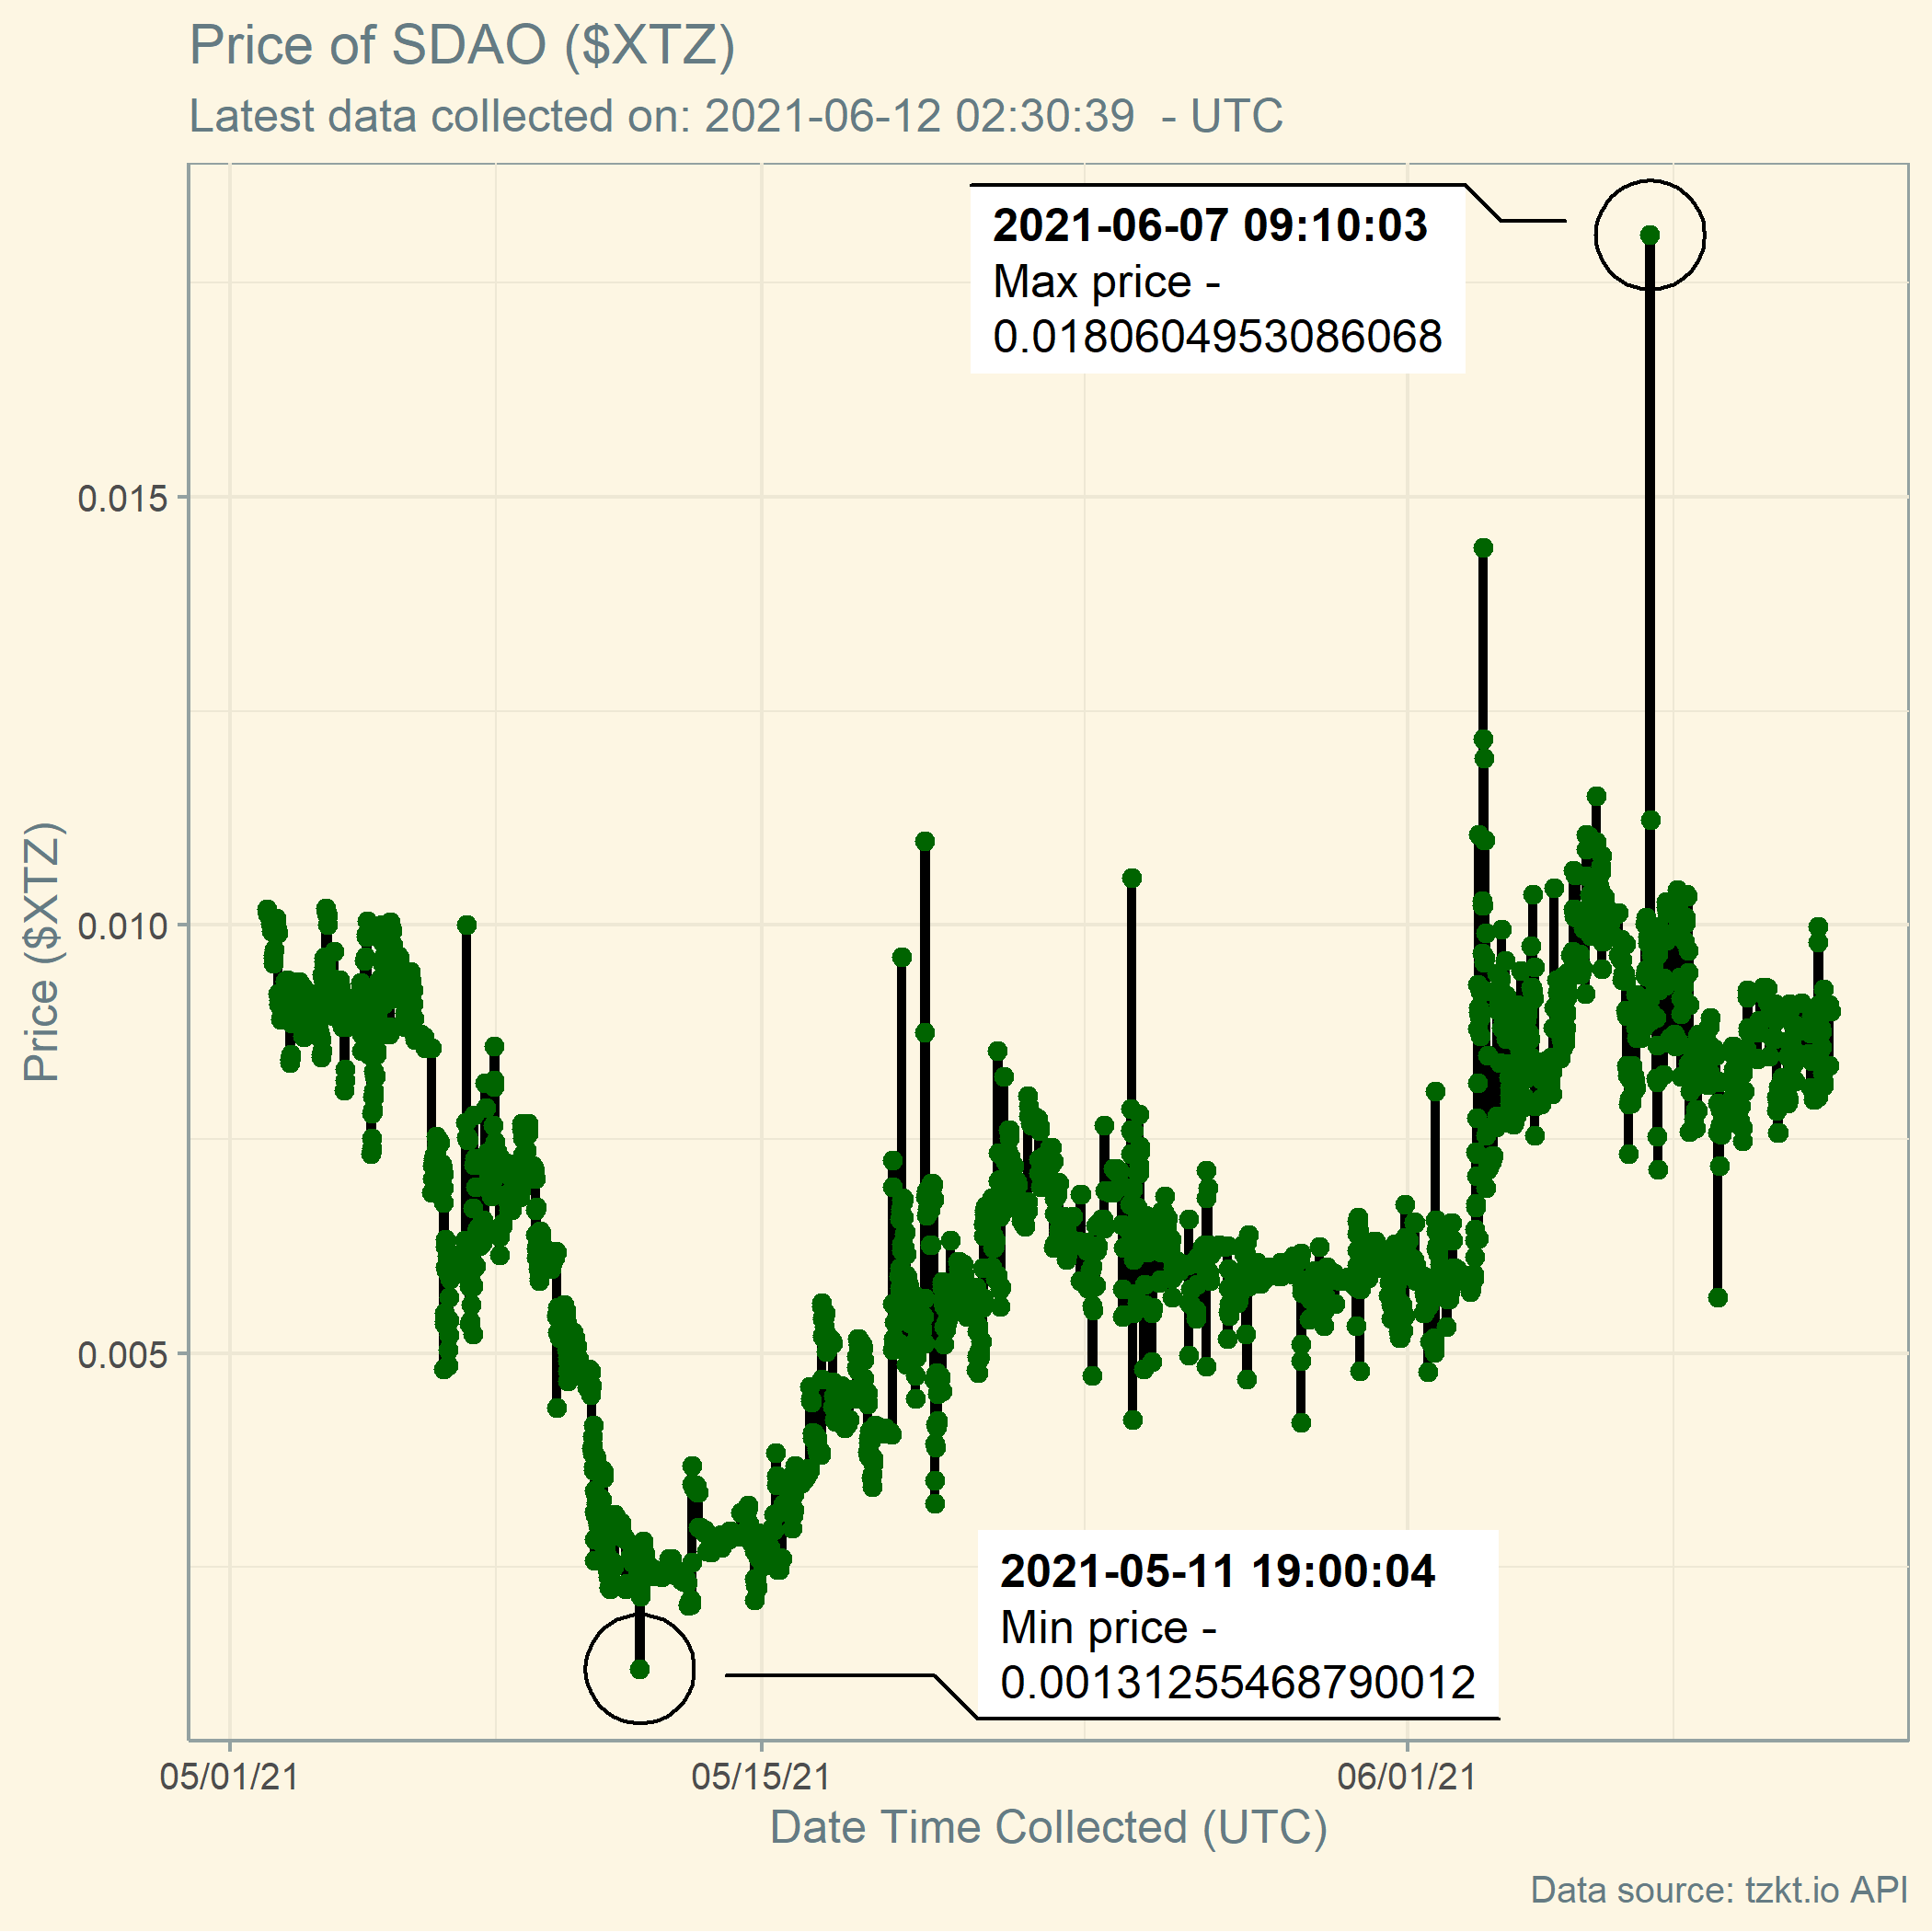 Price of SDAO ($XTZ)
Latest data collected on: 2021-06-12 02:30:39  - UTC
2021-06-07 09:10:03
Max price -
0.0180604953086068
0.015
0.010
0.005
Price ($XTZ)
2021-05-11 19:00:04
Min price -
0.00131255468790012
05/01/21
05/15/21
06/01/21
Date Time Collected (UTC)
Data source: tzkt.io API